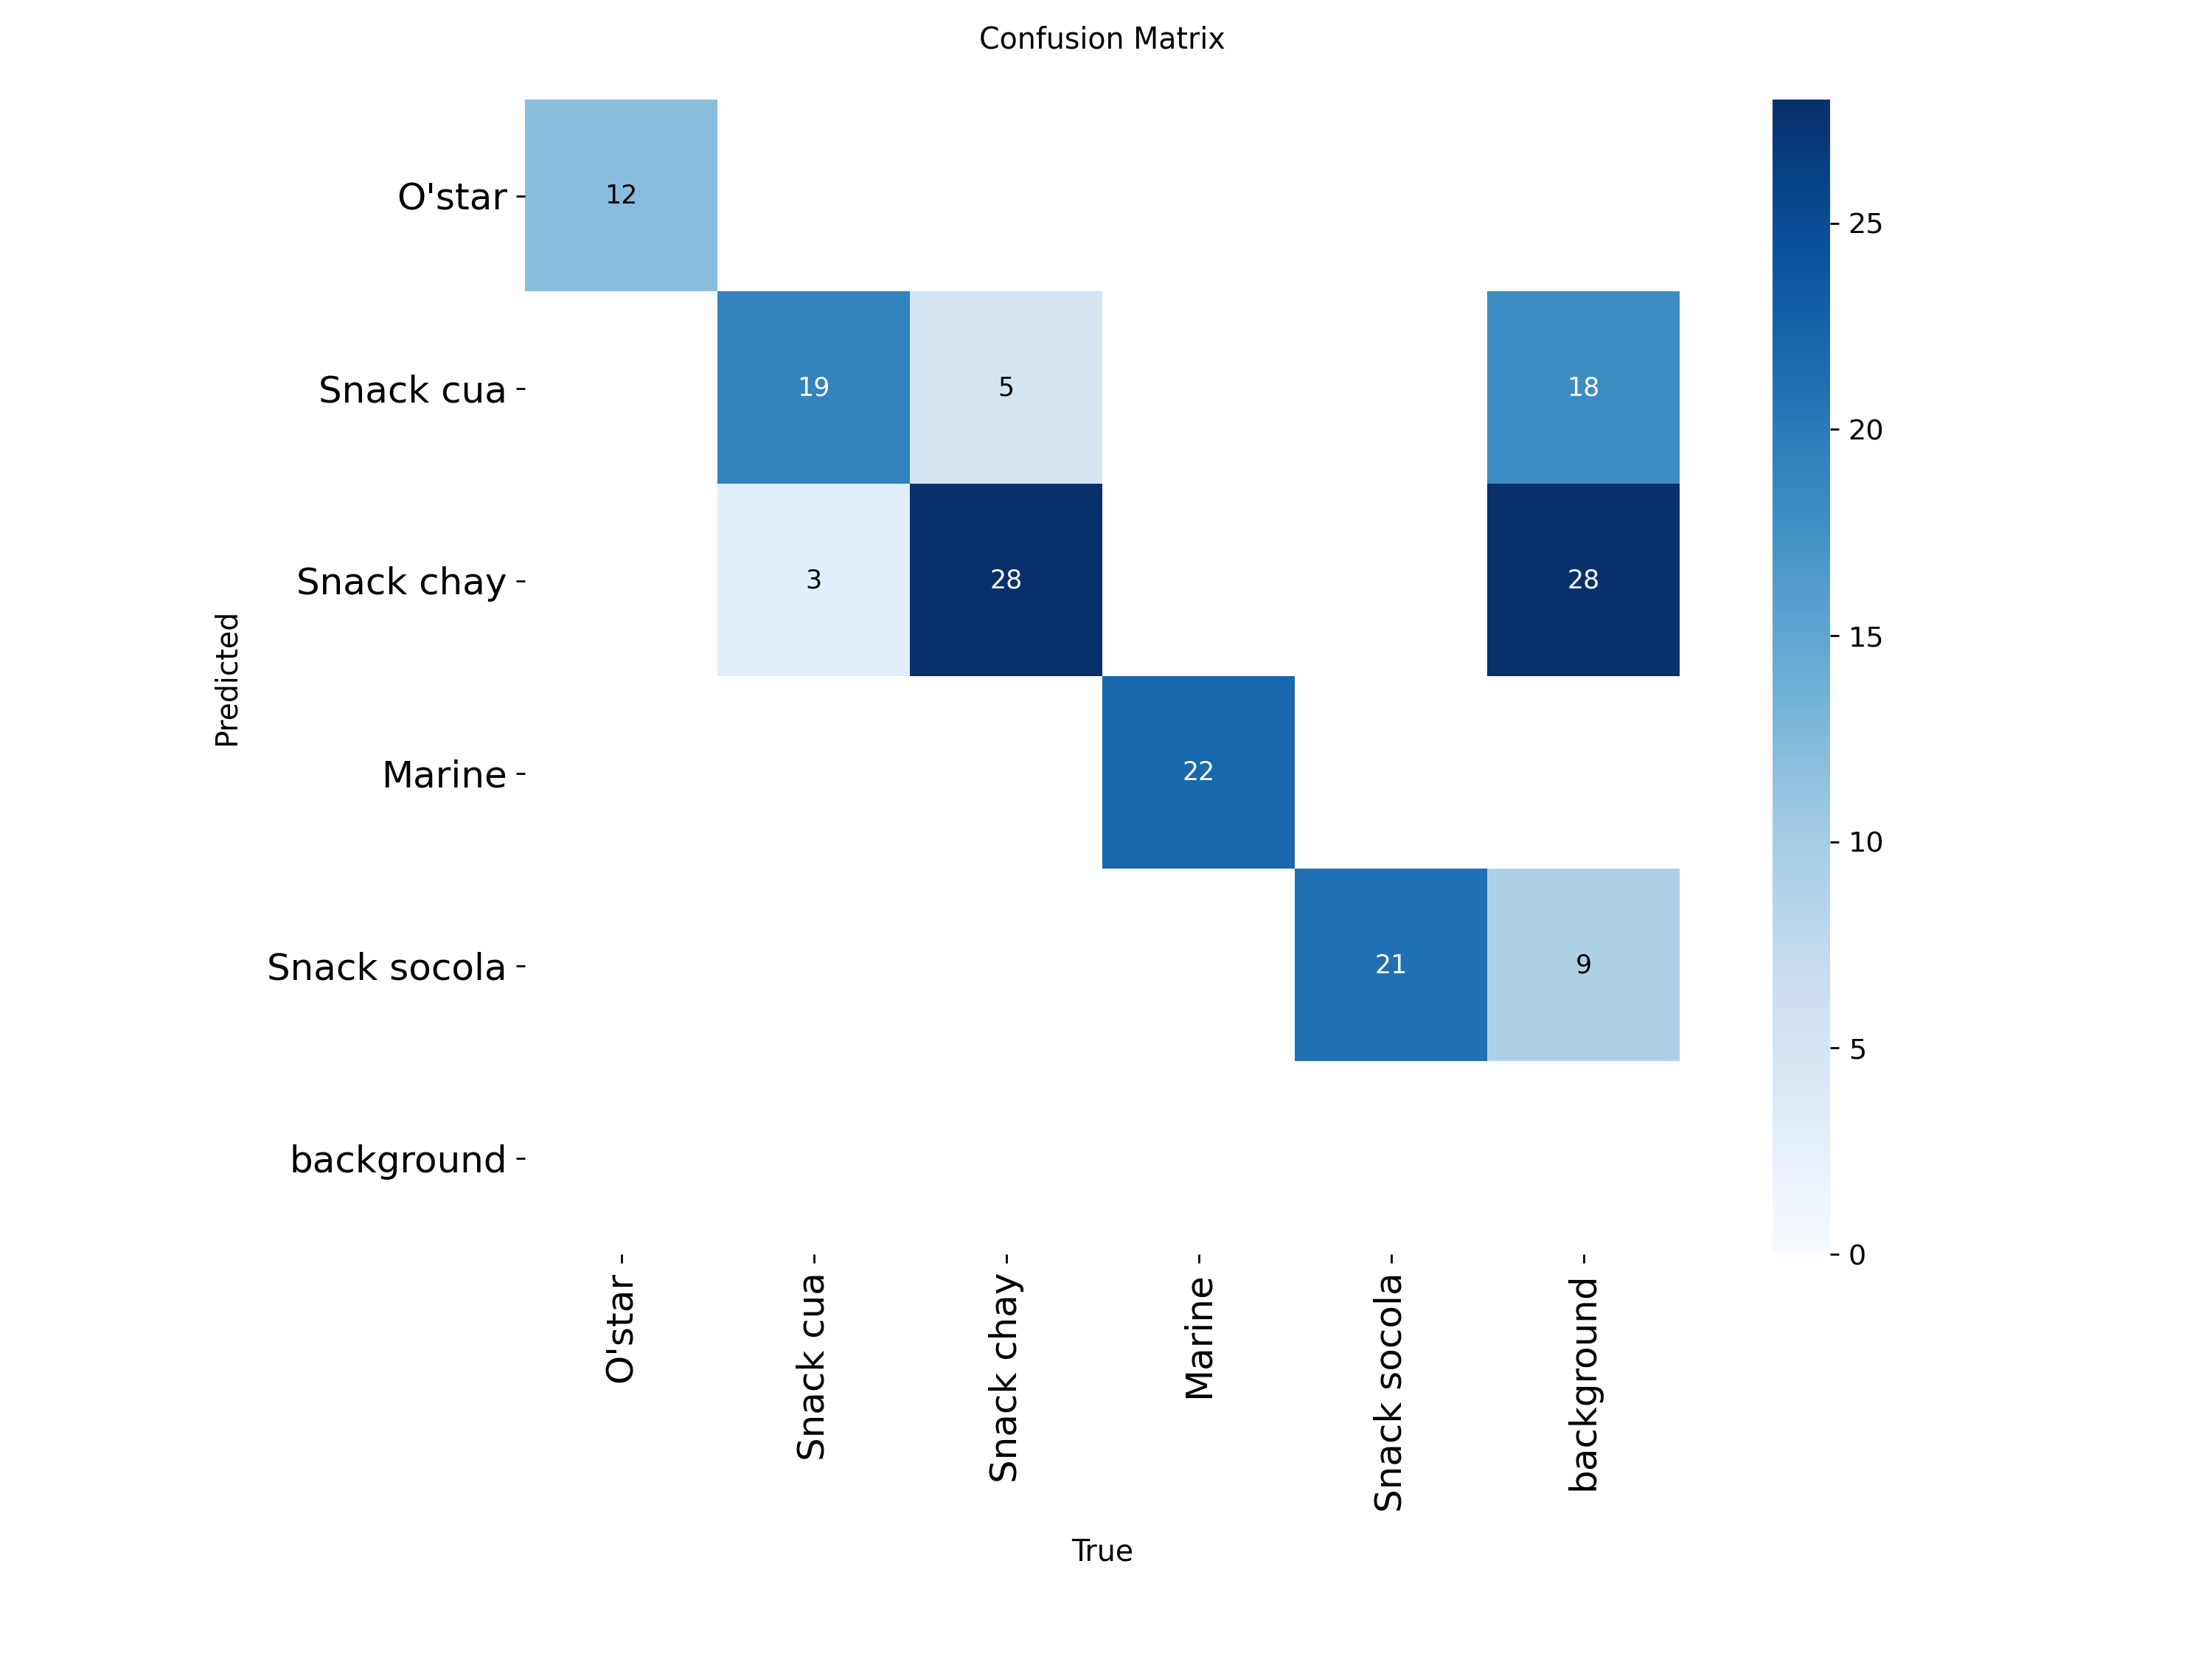 Confusion Matrix
O'star
12
25
Snack cua
19 5 18
20
Snack chay
3 28 28
15
Predicted
Marine
22
10
Snack socola
21 9
5
background
0
O'star
Snack cua
Snack chay
Marine
Snack socola
background
True